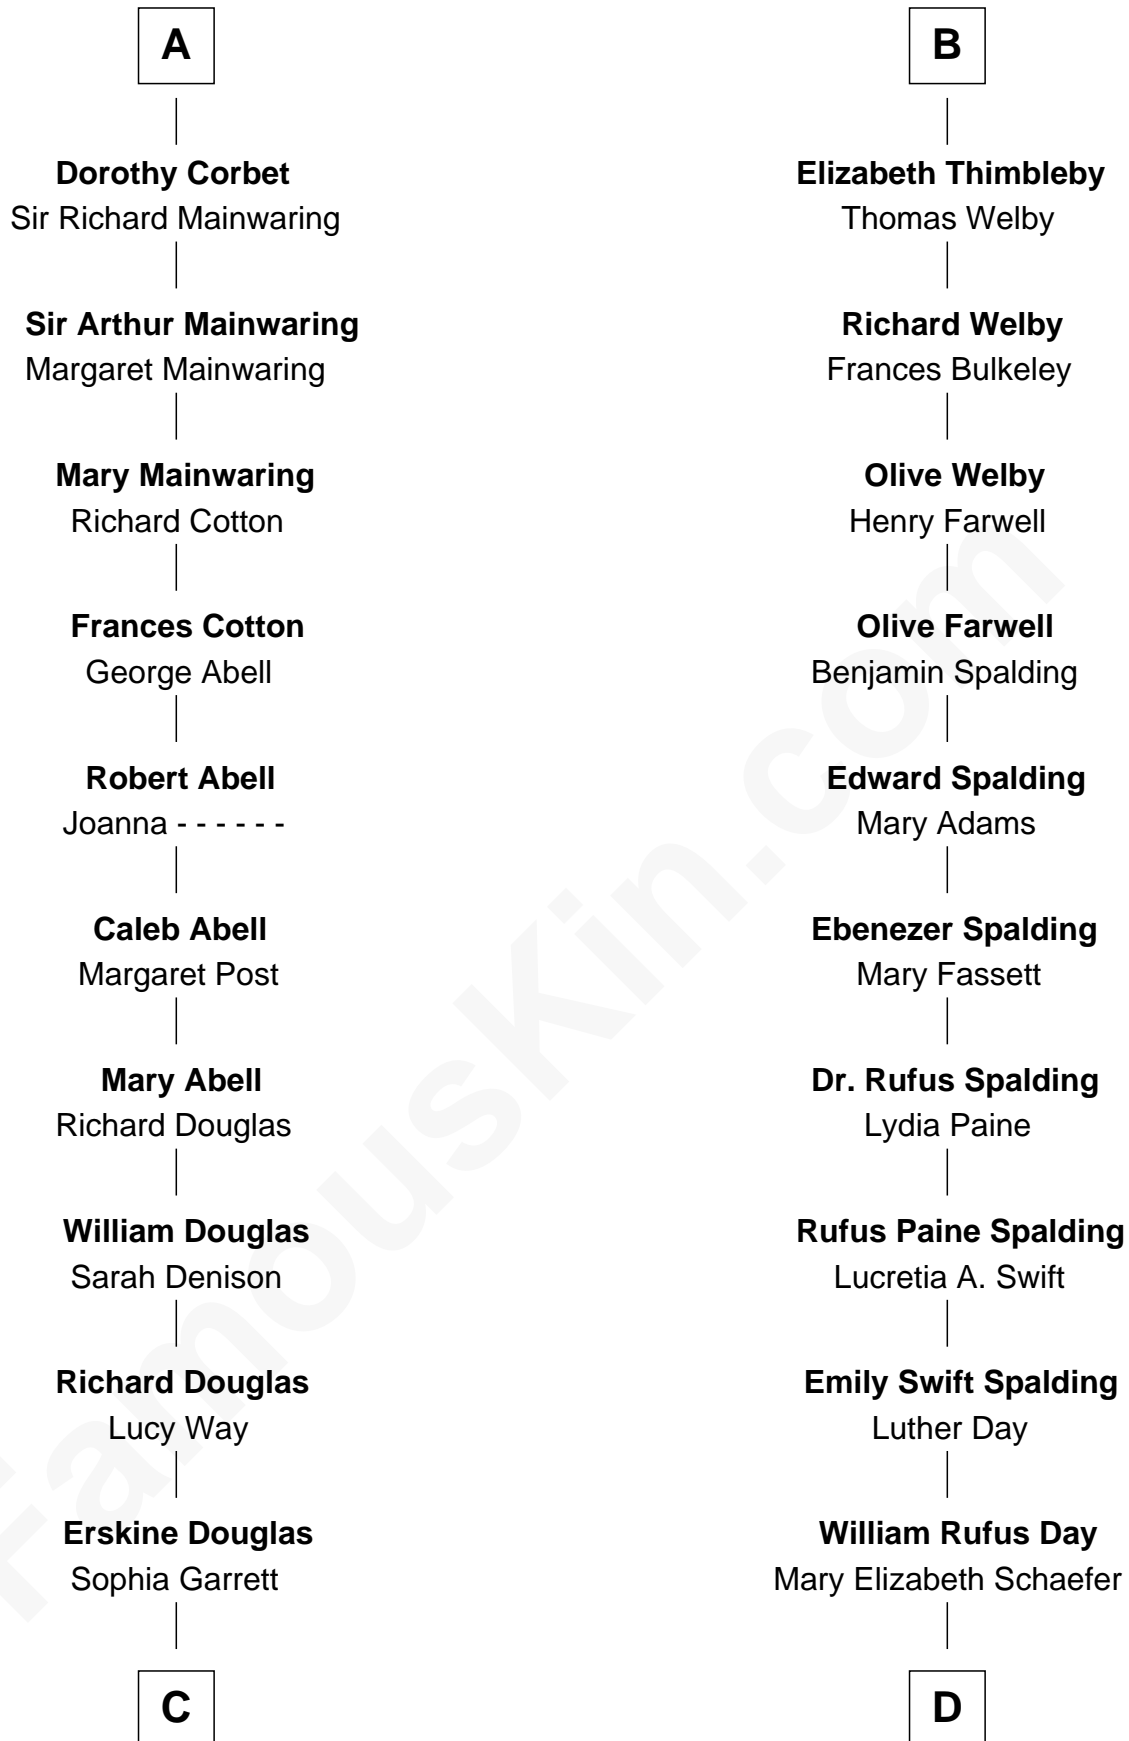 A
Dorothy Corbet
Sir Richard Mainwaring
Sir Arthur Mainwaring
Margaret Mainwaring
Mary Mainwaring
Richard Cotton
Frances Cotton
George Abell
Robert Abell
Joanna - - - - - -
Caleb Abell
Margaret Post
Mary Abell
Richard Douglas
William Douglas
Sarah Denison
Richard Douglas
Lucy Way
Erskine Douglas
Sophia Garrett
C
B
Elizabeth Thimbleby
Thomas Welby
Richard Welby
Frances Bulkeley
Olive Welby
Henry Farwell
Olive Farwell
Benjamin Spalding
Edward Spalding
Mary Adams
Ebenezer Spalding
Mary Fassett
Dr. Rufus Spalding
Lydia Paine
Rufus Paine Spalding
Lucretia A. Swift
Emily Swift Spalding
Luther Day
William Rufus Day
Mary Elizabeth Schaefer
D
FamousKin.com